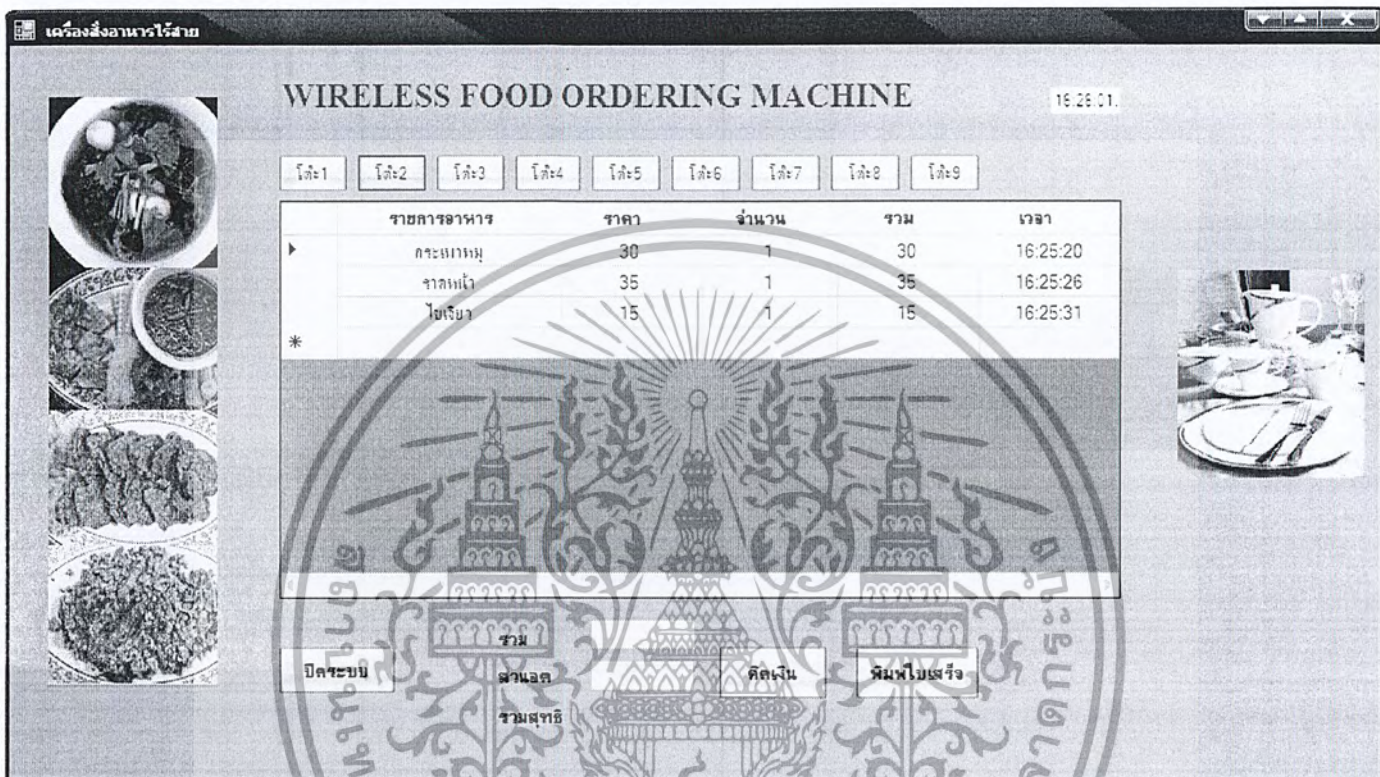 เครื่องสั่งอาหารไร้สาย
WIRELESS FOOD ORDERING MACHINE
16:26:01
โต๊ะ1 โต๊ะ2 โต๊ะ3 โต๊ะ4 โต๊ะ5 โต๊ะ6 โต๊ะ7 โต๊ะ8 โต๊ะ9
รายการอาหาร ราคา จำนวน รวม เวลา
กระเพาหมู 30 1 30 16:25:20
ราดหน้า 35 1 35 16:25:26
ไข่เจียว 15 1 15 16:25:31
รวม
ปิดระบบ ส่วนลด คิดเงิน พิมพ์ใบเสร็จ
รวมสุทธิ